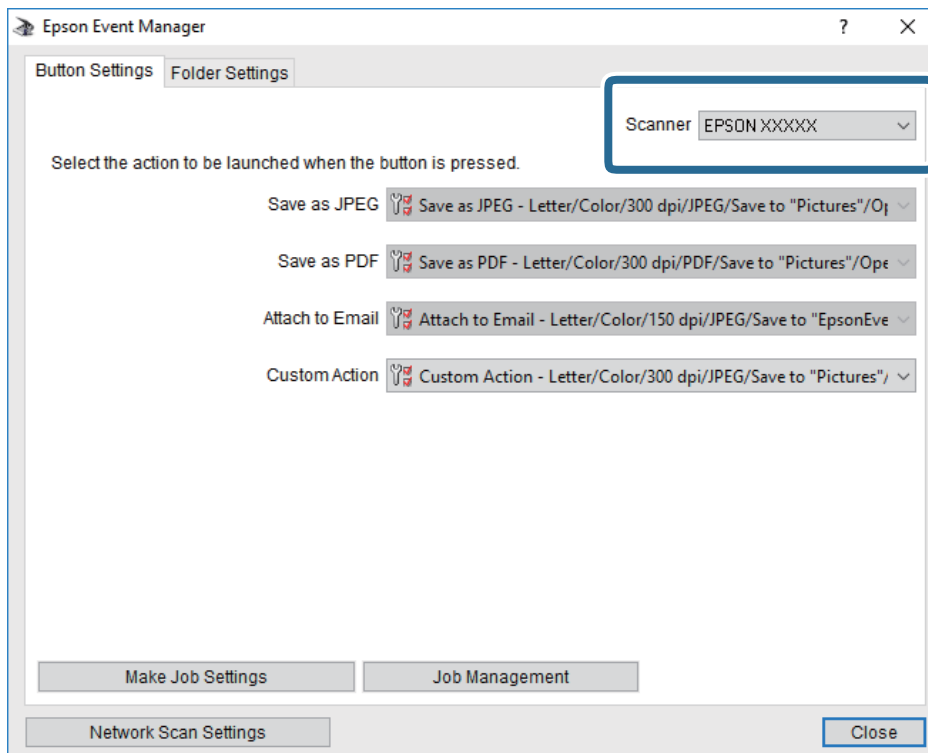 Epson Event Manager
Button Settings Folder Settings
Scanner EPSON XXXXX
Select the action to be launched when the button is pressed.
Save as JPEG Save as JPEG - Letter/Color/300 dpi/JPEG/Save to "Pictures"/Op
Save as PDF Save as PDF - Letter/Color/300 dpi/PDF/Save to "Pictures"/Ope
Attach to Email Attach to Email - Letter/Color/150 dpi/JPEG/Save to "EpsonEve
Custom Action Custom Action - Letter/Color/300 dpi/JPEG/Save to "Pictures"/
Make Job Settings Job Management
Network Scan Settings Close